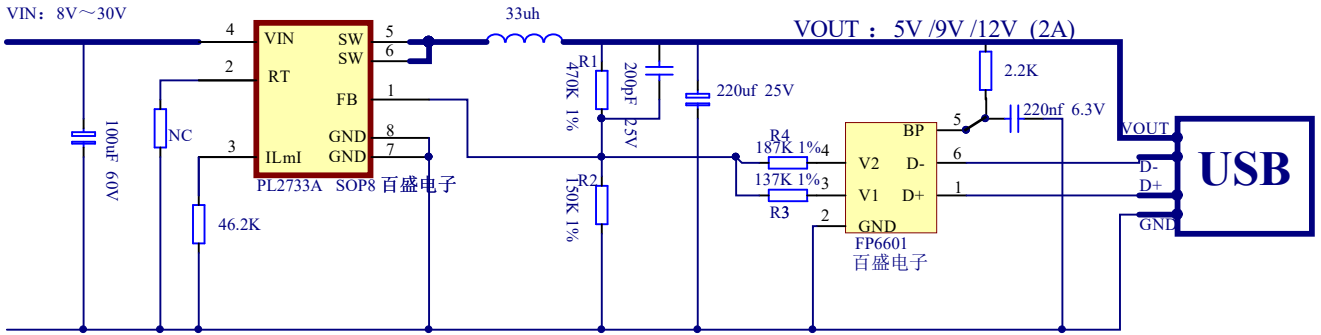 VIN：8V～30V
33uh
VOUT ： 5V /9V /12V (2A)
4
VIN
SW
5
SW
6
2
RT
FB
1
GND
8
3
ILmI
GND
7
PL2733A SOP8 百盛电子
100uF 60V
NC
46.2K
R1
470K 1%
200pF 25V
220uf 25V
R2
150K 1%
2.2K
220nf 6.3V
R4
187K 1%
137K 1%
R3
5
BP
4
V2
D-
6
3
V1
D+
1
2
GND
FP6601
百盛电子
VOUT
D-
D+
GND
USB